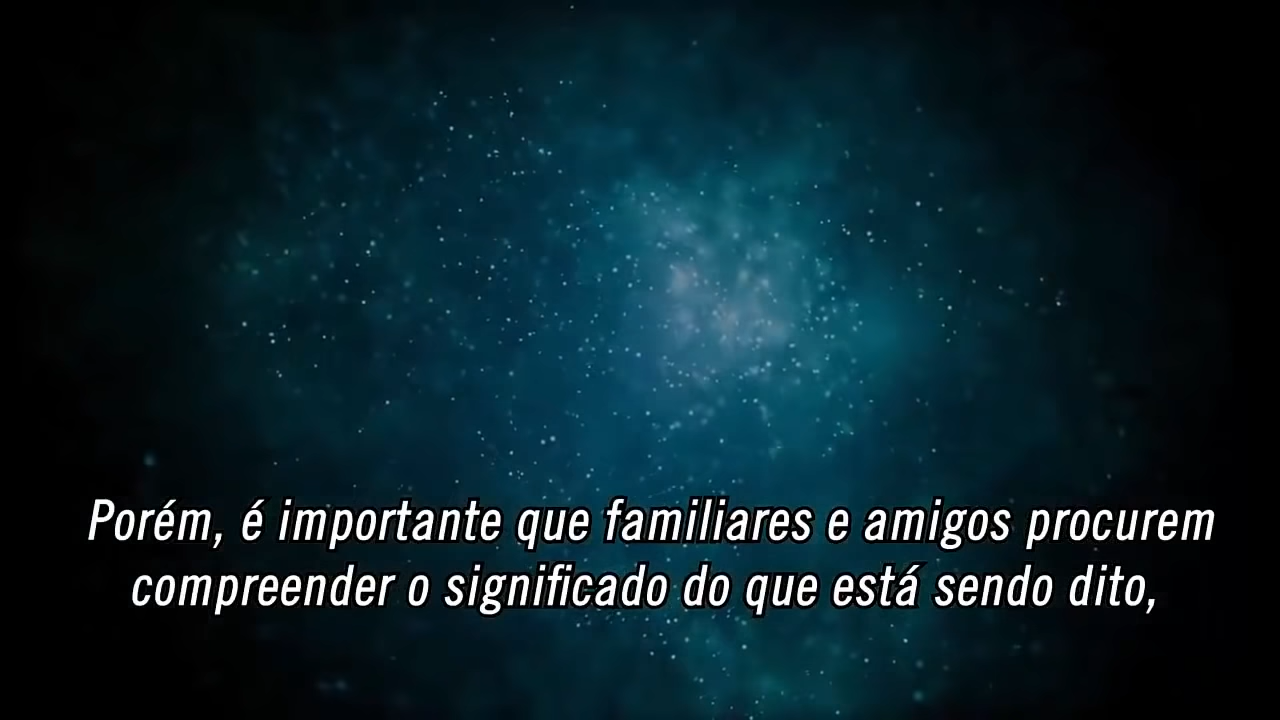 Porém, é importante que familiares e amigos procurem
compreender o significado do que está sendo dito,